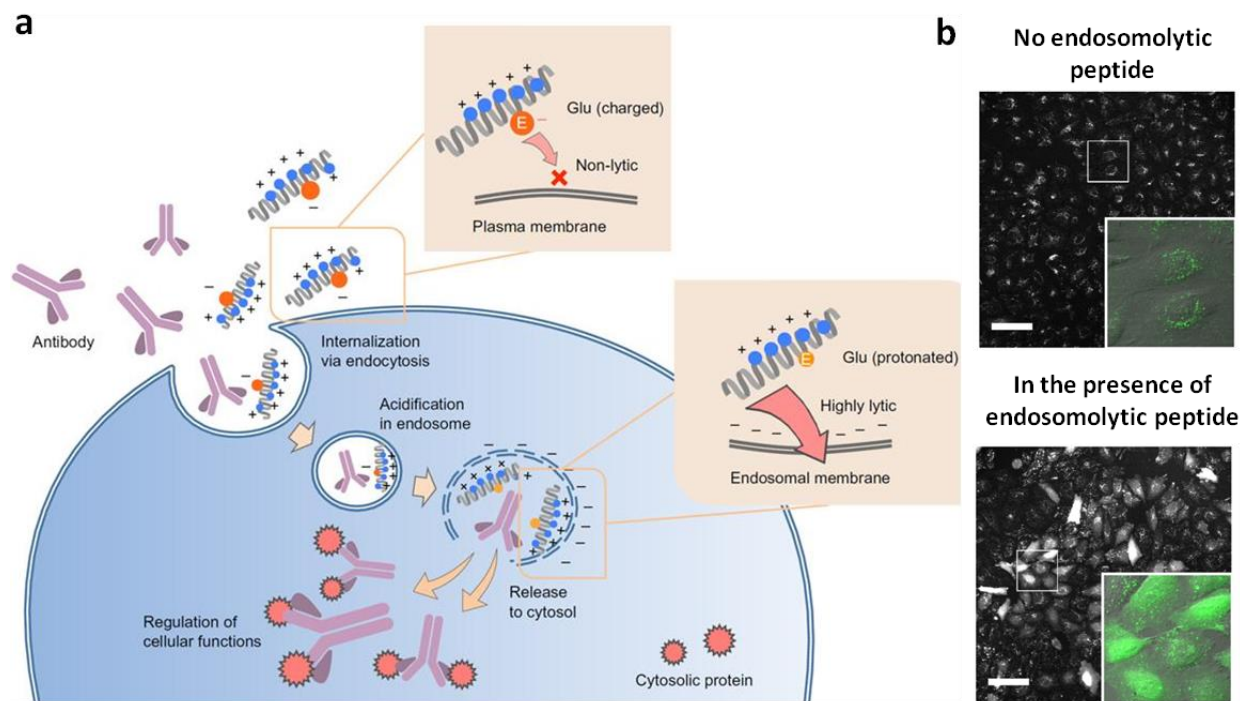 a
Glu (charged)
E
Non-lytic
Plasma membrane
Antibody
Internalization
via endocytosis
Acidification
in endosome
E
Glu (protonated)
Highly lytic
Endosomal membrane
Release
to cytosol
Regulation of
cellular functions
Cytosolic protein
b
No endosomolytic
peptide
In the presence of
endosomolytic peptide